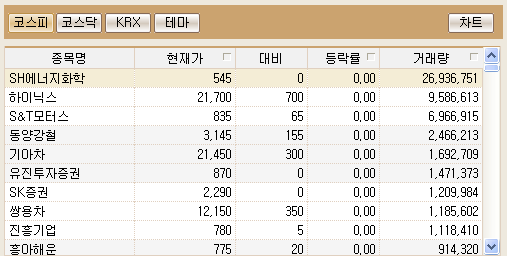 코스피 코스닥 KRX 테마 차트
종목명 현재가 대비 등락률 거래량
SH에너지화학 545 0 0,00 26,936,751
하이닉스 21,700 700 0,00 9,586,613
S&T모터스 835 65 0,00 6,966,915
동양강철 3,145 155 0,00 2,466,213
기아차 21,450 300 0,00 1,692,709
유진투자증권 870 0 0,00 1,471,373
SK증권 2,290 0 0,00 1,209,984
쌍용차 12,150 350 0,00 1,185,602
진흥기업 780 5 0,00 1,118,410
흥아해운 775 20 0,00 914,320